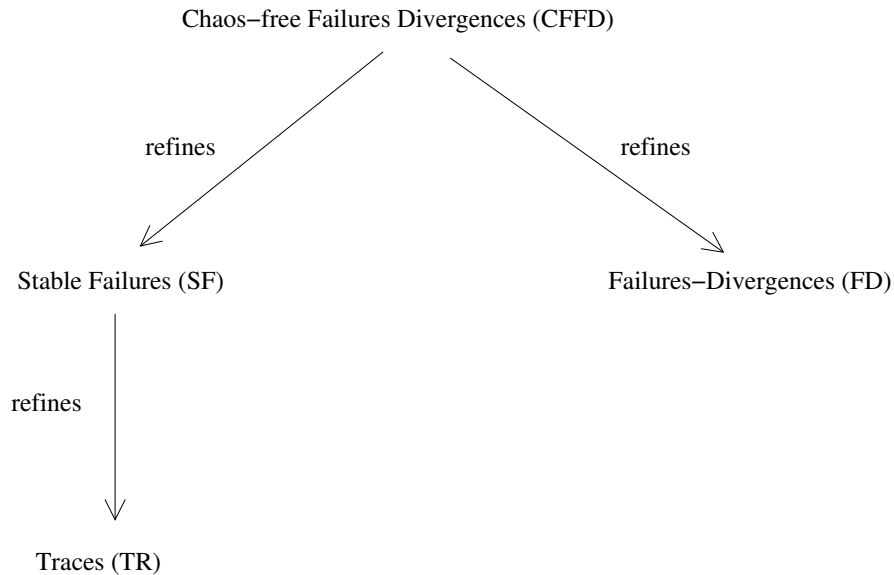 Chaos−free Failures Divergences (CFFD)
refines
refines
Stable Failures (SF)
Failures−Divergences (FD)
refines
Traces (TR)